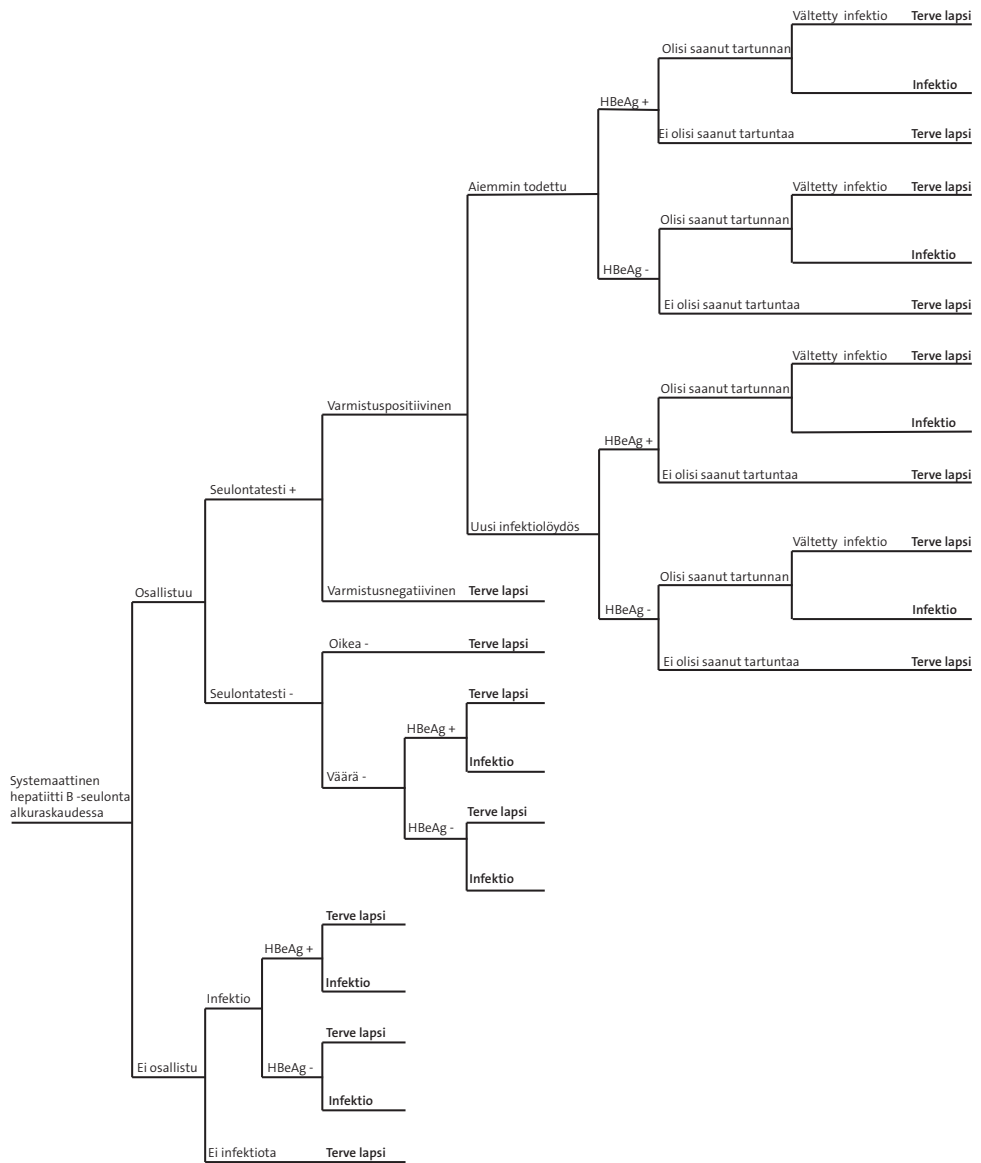 Vältetty infektio Terve lapsi
Olisi saanut tartunnan
Infektio
HBeAg +
Ei olisi saanut tartuntaa Terve lapsi
Aiemmin todettu
Vältetty infektio Terve lapsi
Olisi saanut tartunnan
Infektio
HBeAg -
Ei olisi saanut tartuntaa Terve lapsi
Vältetty infektio Terve lapsi
Olisi saanut tartunnan
Varmistuspositiivinen
Infektio
HBeAg +
Ei olisi saanut tartuntaa Terve lapsi
Seulontatesti +
Uusi infektiolöydös
Vältetty infektio Terve lapsi
Olisi saanut tartunnan
Varmistusnegatiivinen Terve lapsi
Osallistuu
Infektio
HBeAg -
Oikea - Terve lapsi
Ei olisi saanut tartuntaa Terve lapsi
Seulontatesti -
Terve lapsi
HBeAg +
Infektio
Väärä -
Systemaattinen
hepatiitti B -seulonta
alkuraskaudessa
Terve lapsi
HBeAg -
Infektio
Terve lapsi
HBeAg +
Infektio
Infektio
Terve lapsi
Ei osallistu
HBeAg -
Infektio
Ei infektiota Terve lapsi